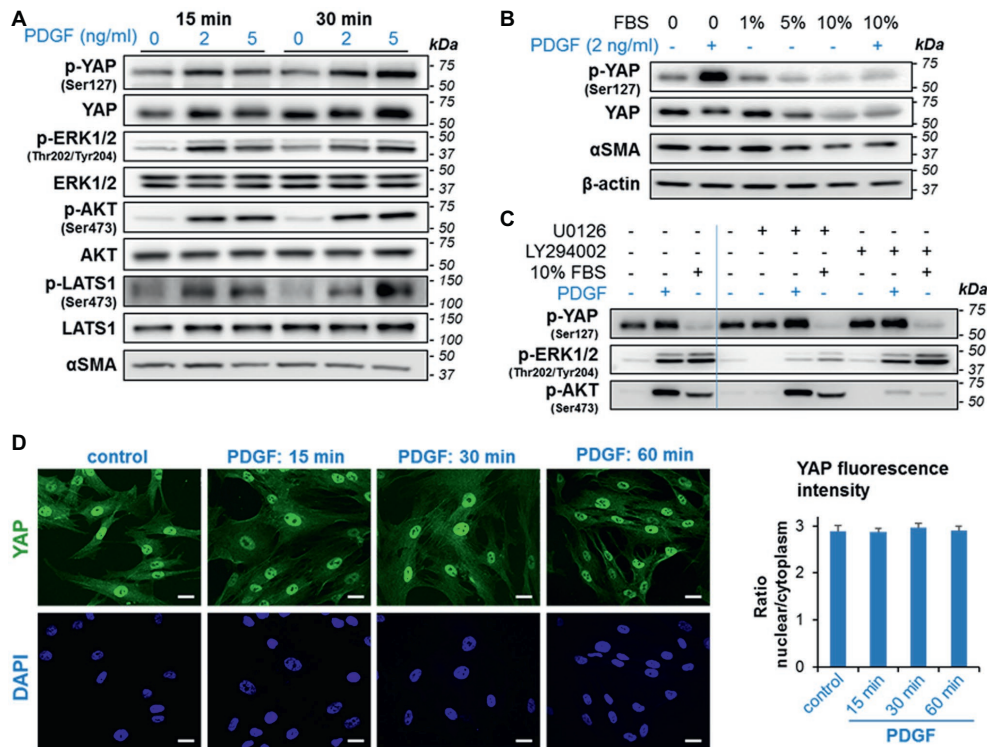 A
15 min 30 min
PDGF (ng/ml) 0 2 5 0 2 5 kDa
p-YAP 75
(Ser127) 50
YAP 75
50
p-ERK1/2 50
(Thr202/Tyr204) 37
ERK1/2 50
37
p-AKT 75
(Ser473) 50
AKT 75
50
p-LATS1 150
(Ser473) 100
LATS1 150
100
αSMA 50
37
B
FBS 0 0 1% 5% 10% 10%
PDGF (2 ng/ml) - + - - - + kDa
p-YAP 75
(Ser127) 50
YAP 75
50
αSMA 50
37
β-actin 50
37
C
U0126 - - - - + + + - - -
LY294002 - - - - - - - + + +
10% FBS - - + - - - + - - +
PDGF - + - - - + - - + - kDa
p-YAP 75
(Ser127) 50
p-ERK1/2 50
(Thr202/Tyr204) 37
p-AKT 75
(Ser473) 50
D
control PDGF: 15 min PDGF: 30 min PDGF: 60 min
YAP
DAPI
YAP fluorescence
intensity
Ratio
nuclear/cytoplasm
3
2
1
0
control 15 min 30 min 60 min
PDGF